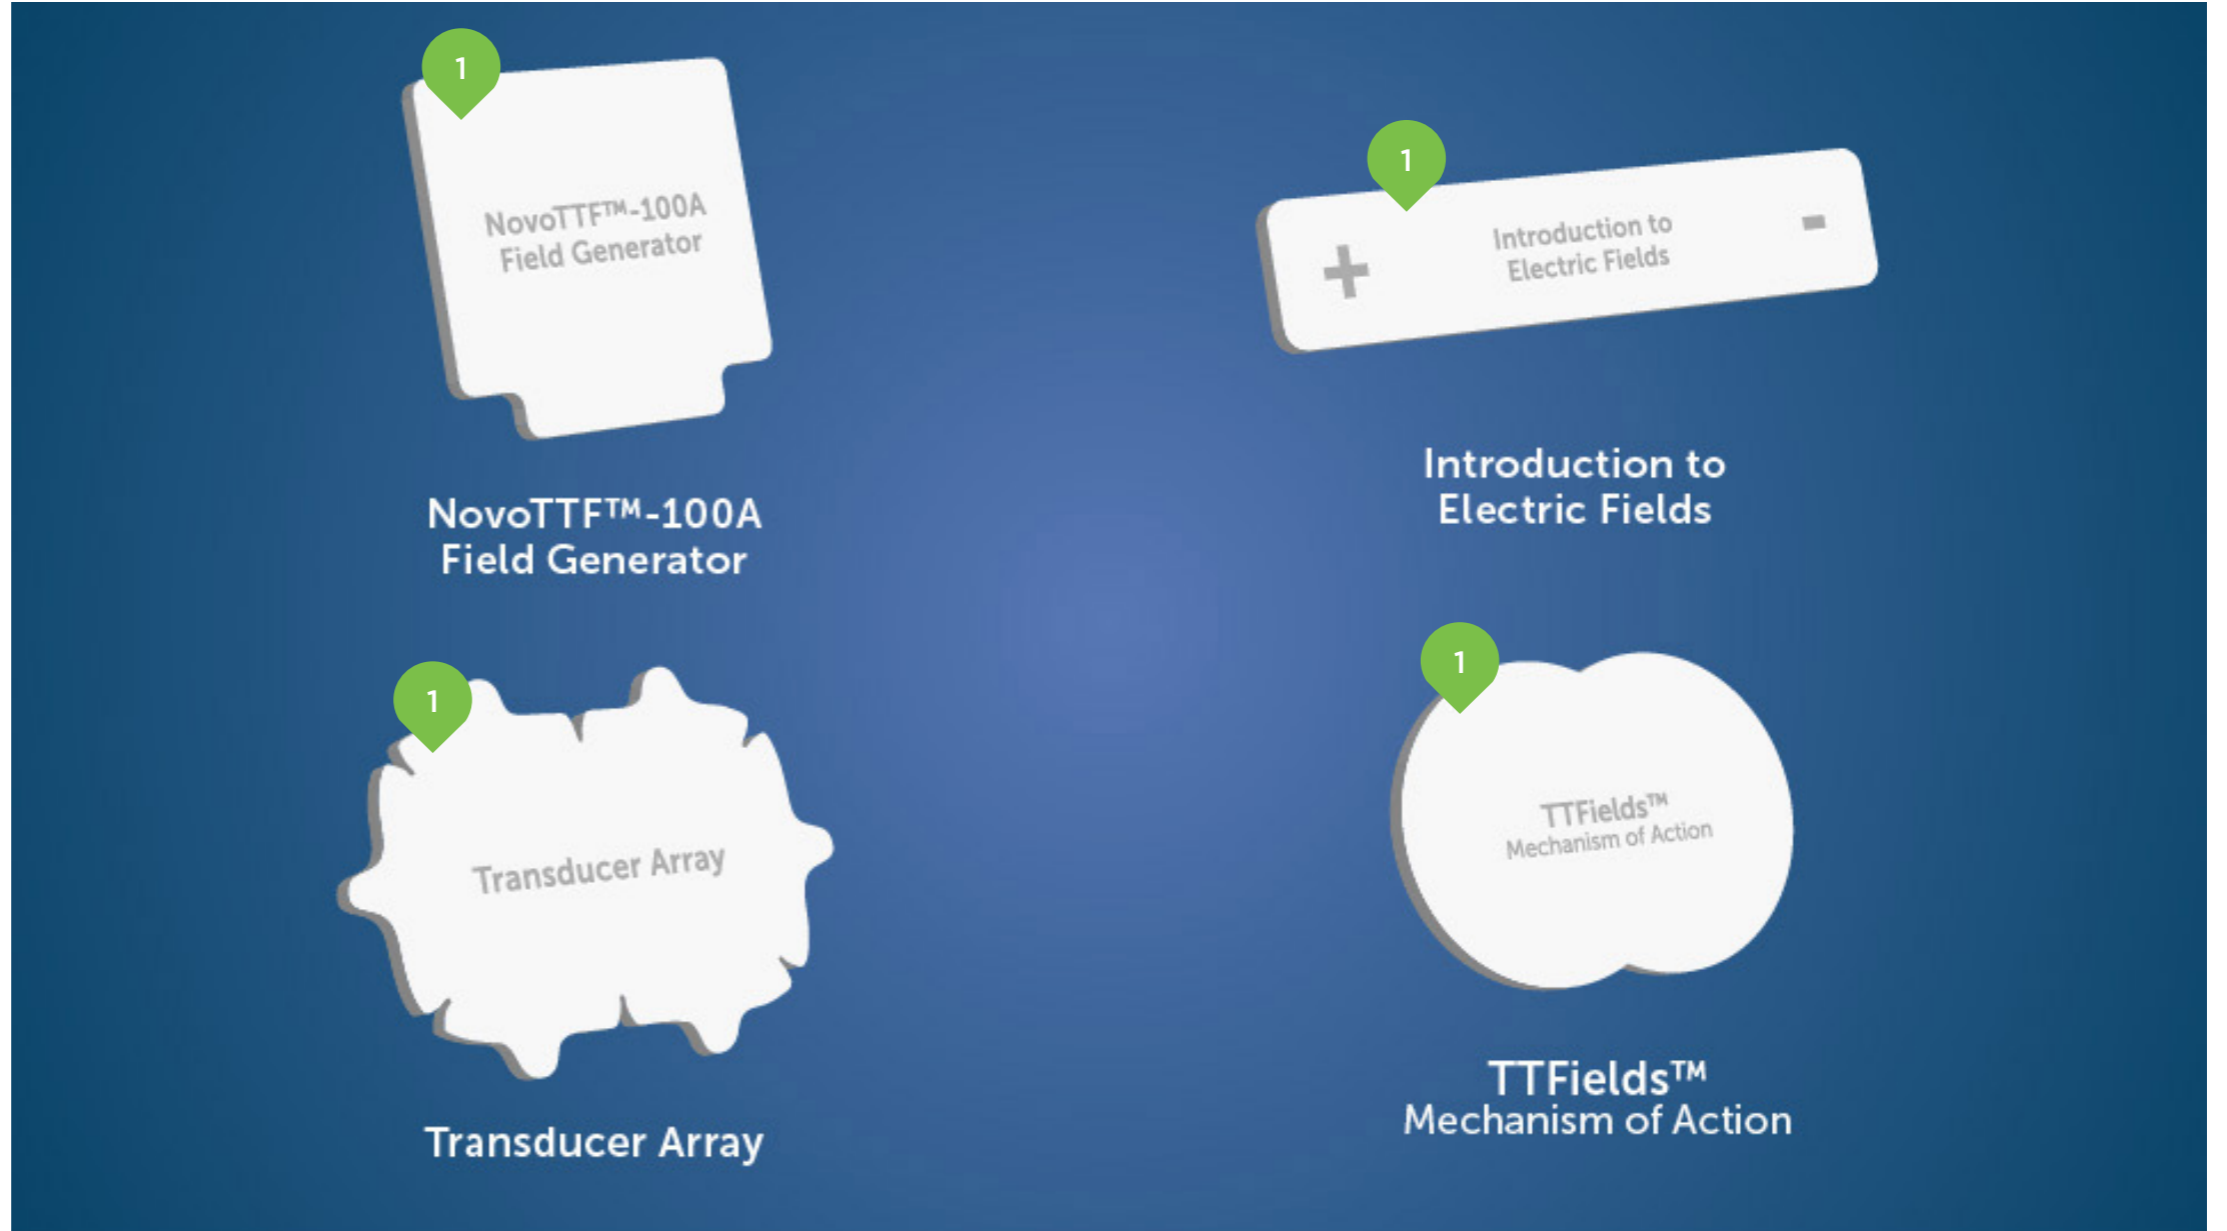 1
NovoTTF™-100A
Field Generator
NovoTTF™-100A
Field Generator
1
+
Introduction to
Electric Fields
-
Introduction to
Electric Fields
1
Transducer Array
Transducer Array
1
TTFields™
Mechanism of Action
TTFields™
Mechanism of Action